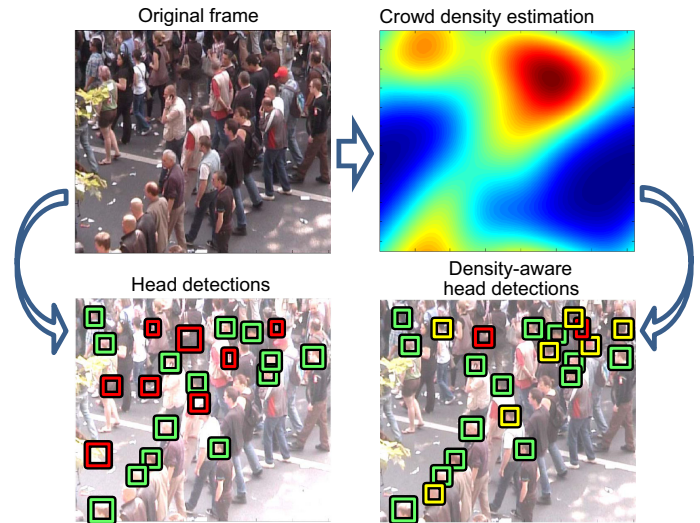 Original frame
Crowd density estimation
Head detections
Density-aware
head detections